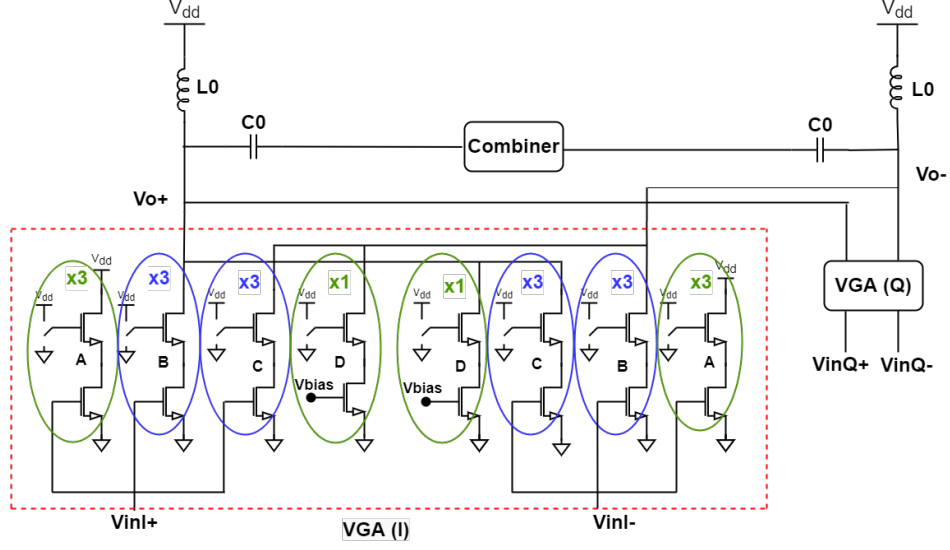 Vdd
Vdd
L0
L0
C0
C0
Combiner
Vo+
Vo-
x3
Vdd
x3
x3
x1
x1
x3
x3
x3
Vdd
Vdd
Vdd
Vdd
Vdd
Vdd
Vdd
Vdd
VGA (Q)
A
B
C
D
D
C
B
A
Vbias
Vbias
VinQ+
VinQ-
VinI+
VinI-
VGA (I)